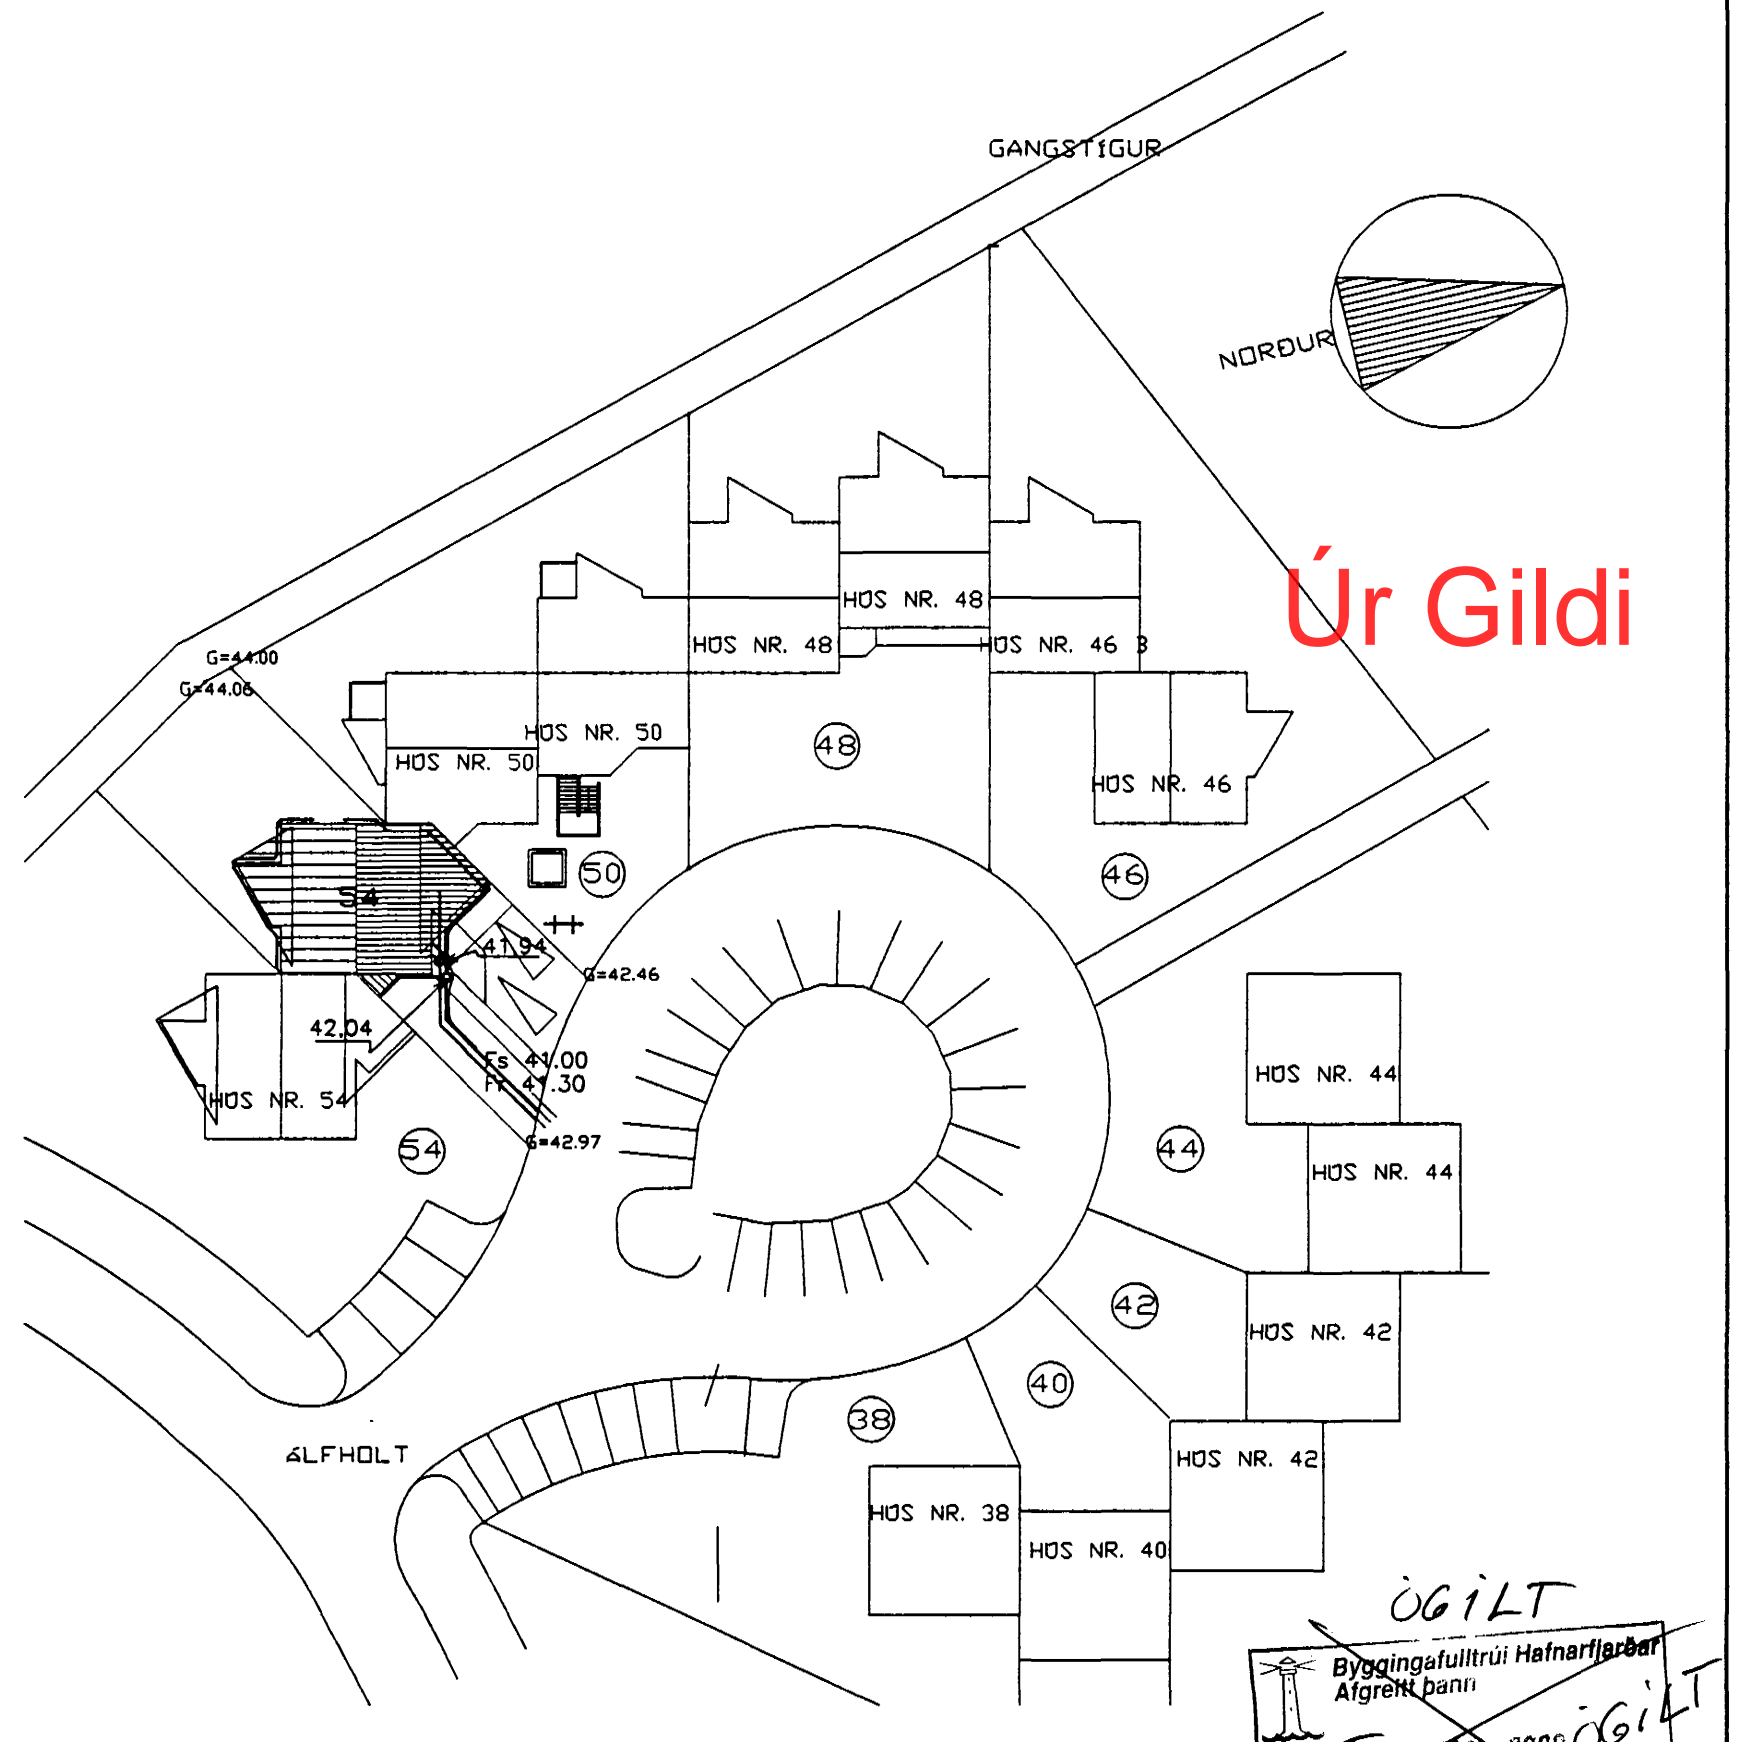 GANGSTÍGUR
NORÐUR
Úr Gildi
HÚS NR. 48
HÚS NR. 48
HÚS NR. 46 B
G=44.00
G=44.06
HÚS NR. 50
HÚS NR. 50
48
HÚS NR. 46
50
46
54
41.94
G=42.46
42.04
Fs 41.00
Fr 41.30
HÚS NR. 54
G=42.97
54
HÚS NR. 44
44
HÚS NR. 44
42
HÚS NR. 42
40
38
ÁLFHOLT
HÚS NR. 42
HÚS NR. 38
HÚS NR. 40
ÓGILT
Byggingafulltrúi Hafnarfjarðar
Afgreitt þann
ÓGILT